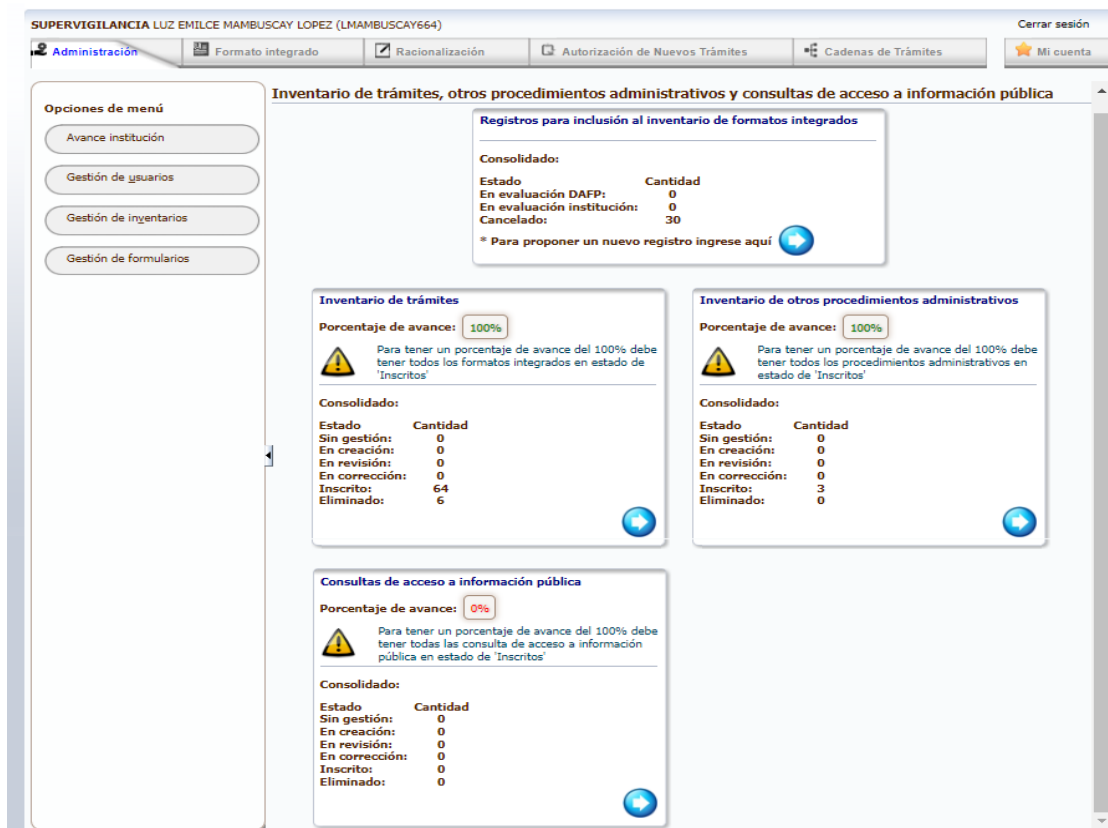 SUPERVIGILANCIA LUZ EMILCE MAMBUSCAY LOPEZ (LMAMBUSCAY664)
Cerrar sesión
Administración
Formato integrado
Racionalización
Autorización de Nuevos Trámites
Cadenas de Trámites
Mi cuenta
Opciones de menú
Avance institución
Gestión de usuarios
Gestión de inventarios
Gestión de formularios
Inventario de trámites, otros procedimientos administrativos y consultas de acceso a información pública
Registros para inclusión al inventario de formatos integrados
Consolidado:
Estado Cantidad
En evaluación DAFP: 0
En evaluación institución: 0
Cancelado: 30
* Para proponer un nuevo registro ingrese aquí
Inventario de trámites
Porcentaje de avance: 100%
Para tener un porcentaje de avance del 100% debe
tener todos los formatos integrados en estado de
'Inscritos'
Consolidado:
Estado Cantidad
Sin gestión: 0
En creación: 0
En revisión: 0
En corrección: 0
Inscrito: 64
Eliminado: 6
Inventario de otros procedimientos administrativos
Porcentaje de avance: 100%
Para tener un porcentaje de avance del 100% debe
tener todos los procedimientos administrativos en
estado de 'Inscritos'
Consolidado:
Estado Cantidad
Sin gestión: 0
En creación: 0
En revisión: 0
En corrección: 0
Inscrito: 3
Eliminado: 0
Consultas de acceso a información pública
Porcentaje de avance: 0%
Para tener un porcentaje de avance del 100% debe
tener todas las consulta de acceso a información
pública en estado de 'Inscritos'
Consolidado:
Estado Cantidad
Sin gestión: 0
En creación: 0
En revisión: 0
En corrección: 0
Inscrito: 0
Eliminado: 0